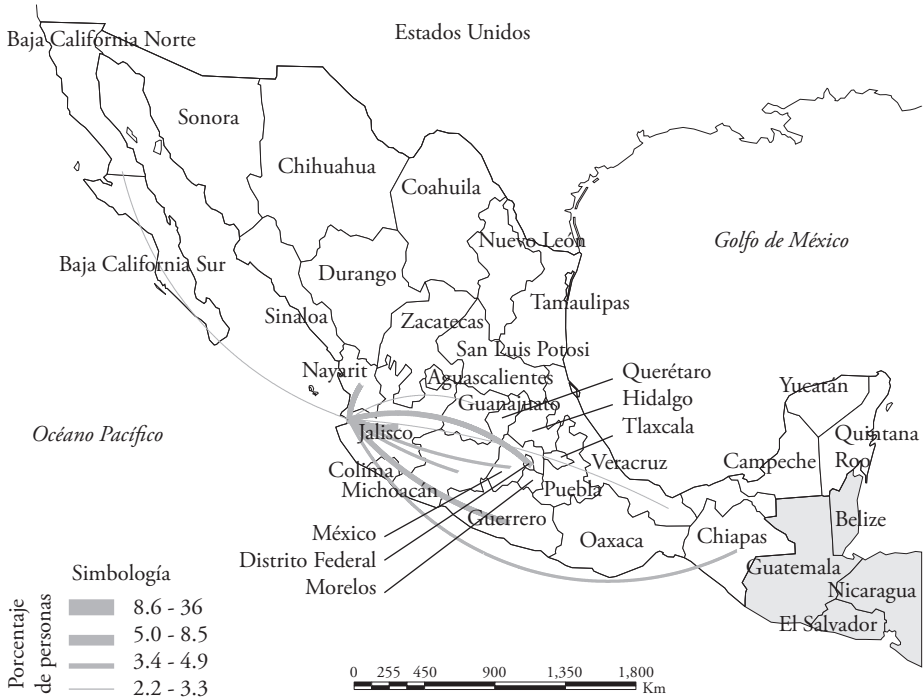 Estados Unidos
Baja California Norte
Sonora
Chihuahua
Coahuila
Nuevo León
Golfo de México
Baja California Sur
Durango
Tamaulipas
Sinaloa
Zacatecas
San Luis Potosi
Nayarit
Aguascalientes
Querétaro
Guanajuato
Hidalgo
Yucatán
Tlaxcala
Océano Pacífico
Jalisco
Quintana
Roo
Colima
Veracruz
Campeche
Michoacán
Puebla
México
Guerrero
Belize
Distrito Federal
Oaxaca
Chiapas
Morelos
Guatemala
Nicaragua
El Salvador
Simbología
Porcentaje
de personas
8.6 - 36
5.0 - 8.5
3.4 - 4.9
2.2 - 3.3
0 255 450 900 1,350 1,800
Km